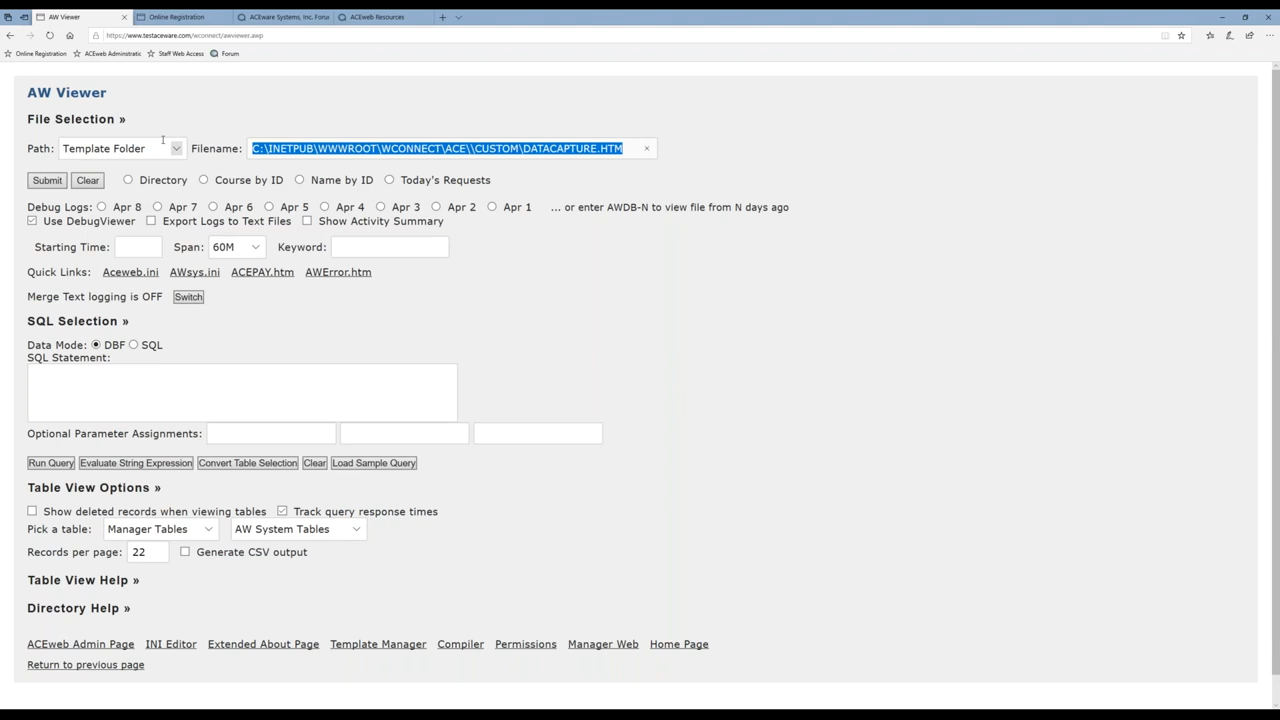 AW Viewer
Online Registration
ACEware Systems, Inc. Forur
ACEweb Resources
https://www.testaceware.com/wconnect/awviewer.awp
Online Registration
ACEweb Administratic
Staff Web Access
Forum
AW Viewer
File Selection »
Path: Template Folder Filename: C:\INETPUB\WWWROOT\WCONNECT\ACE\\CUSTOM\DATACAPTURE.HTM
Submit Clear Directory Course by ID Name by ID Today's Requests
Debug Logs: Apr 8 Apr 7 Apr 6 Apr 5 Apr 4 Apr 3 Apr 2 Apr 1 ... or enter AWDB-N to view file from N days ago
Use DebugViewer Export Logs to Text Files Show Activity Summary
Starting Time: Span: 60M Keyword:
Quick Links: Aceweb.ini AWsys.ini ACEPAY.htm AWError.htm
Merge Text logging is OFF Switch
SQL Selection »
Data Mode: DBF SQL
SQL Statement:
Optional Parameter Assignments:
Run Query Evaluate String Expression Convert Table Selection Clear Load Sample Query
Table View Options »
Show deleted records when viewing tables Track query response times
Pick a table: Manager Tables AW System Tables
Records per page: 22 Generate CSV output
Table View Help »
Directory Help »
ACEweb Admin Page INI Editor Extended About Page Template Manager Compiler Permissions Manager Web Home Page
Return to previous page